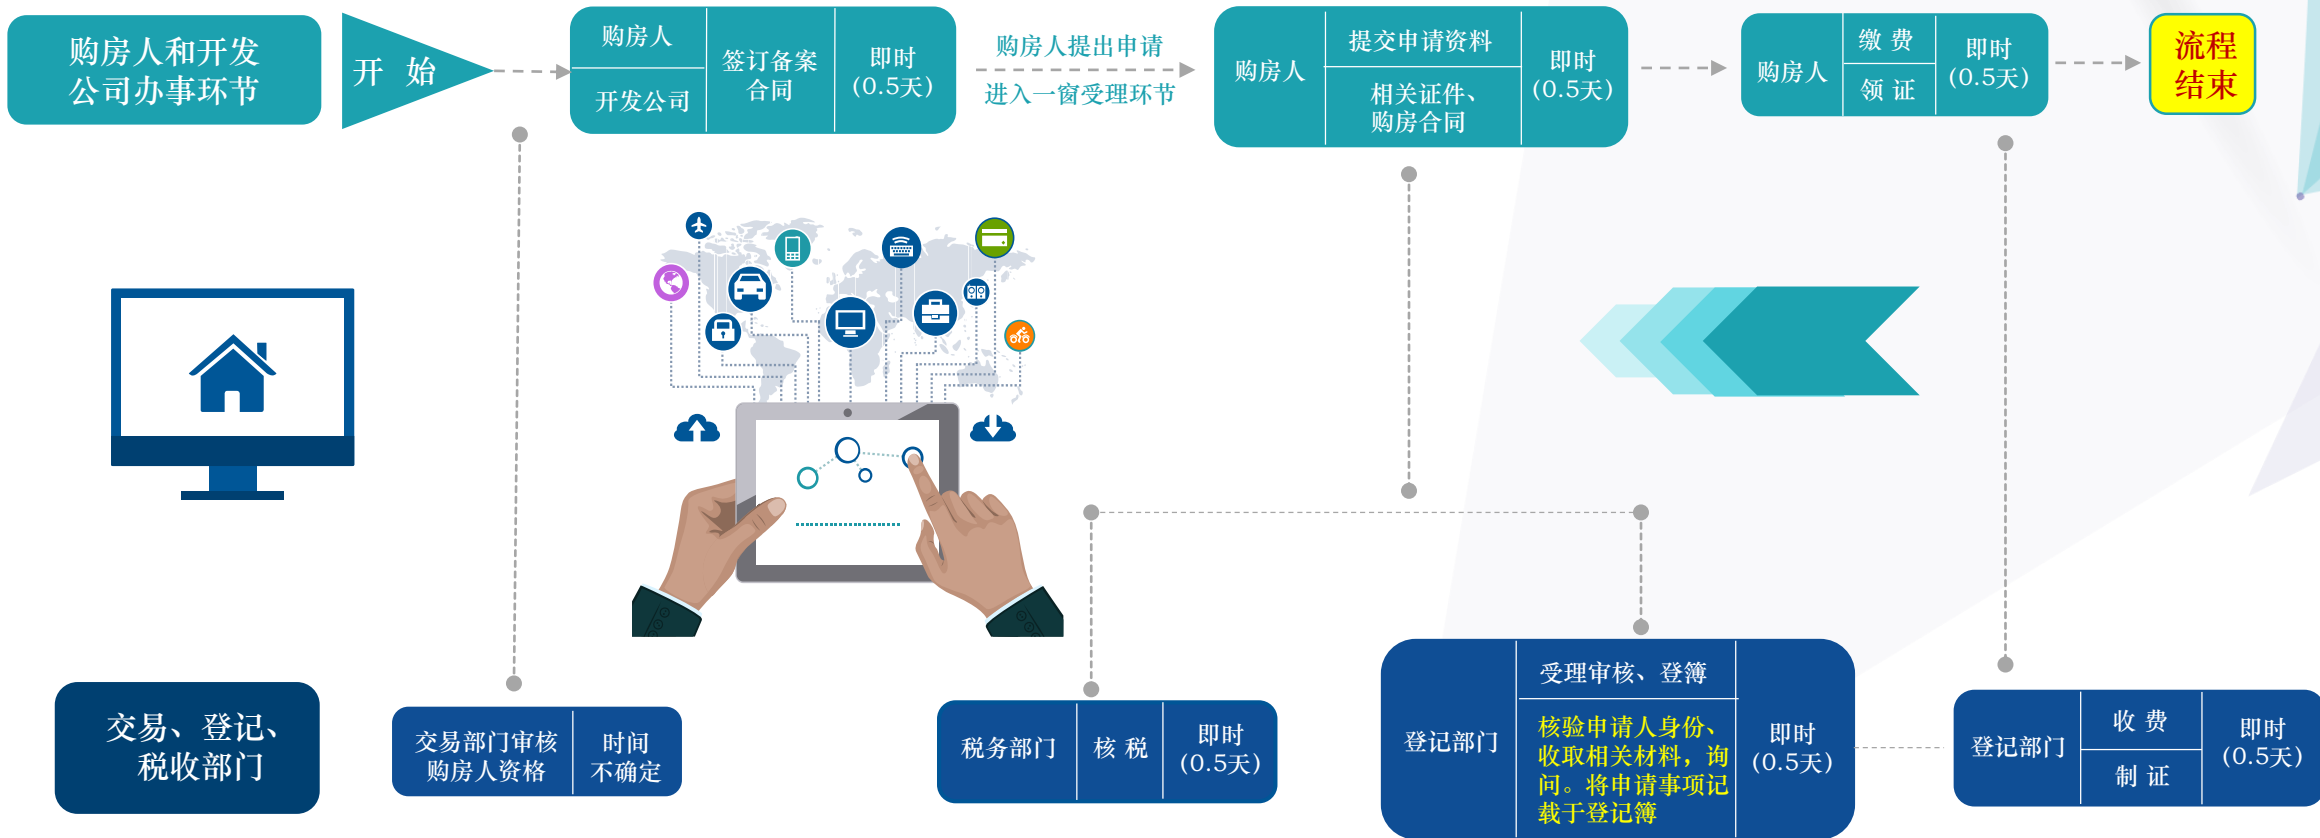 购房人和开发
公司办事环节
开 始
购房人
开发公司
签订备案
合同
即时
(0.5天)
购房人提出申请
进入一窗受理环节
购房人
提交申请资料
相关证件、
购房合同
即时
(0.5天)
购房人
缴 费
领 证
即时
(0.5天)
流程
结束
交易、登记、
税收部门
交易部门审核
购房人资格
时间
不确定
税务部门
核 税
即时
(0.5天)
登记部门
受理审核、登簿
核验申请人身份、
收取相关材料，询
问。将申请事项记
载于登记簿
即时
(0.5天)
登记部门
收 费
制 证
即时
(0.5天)